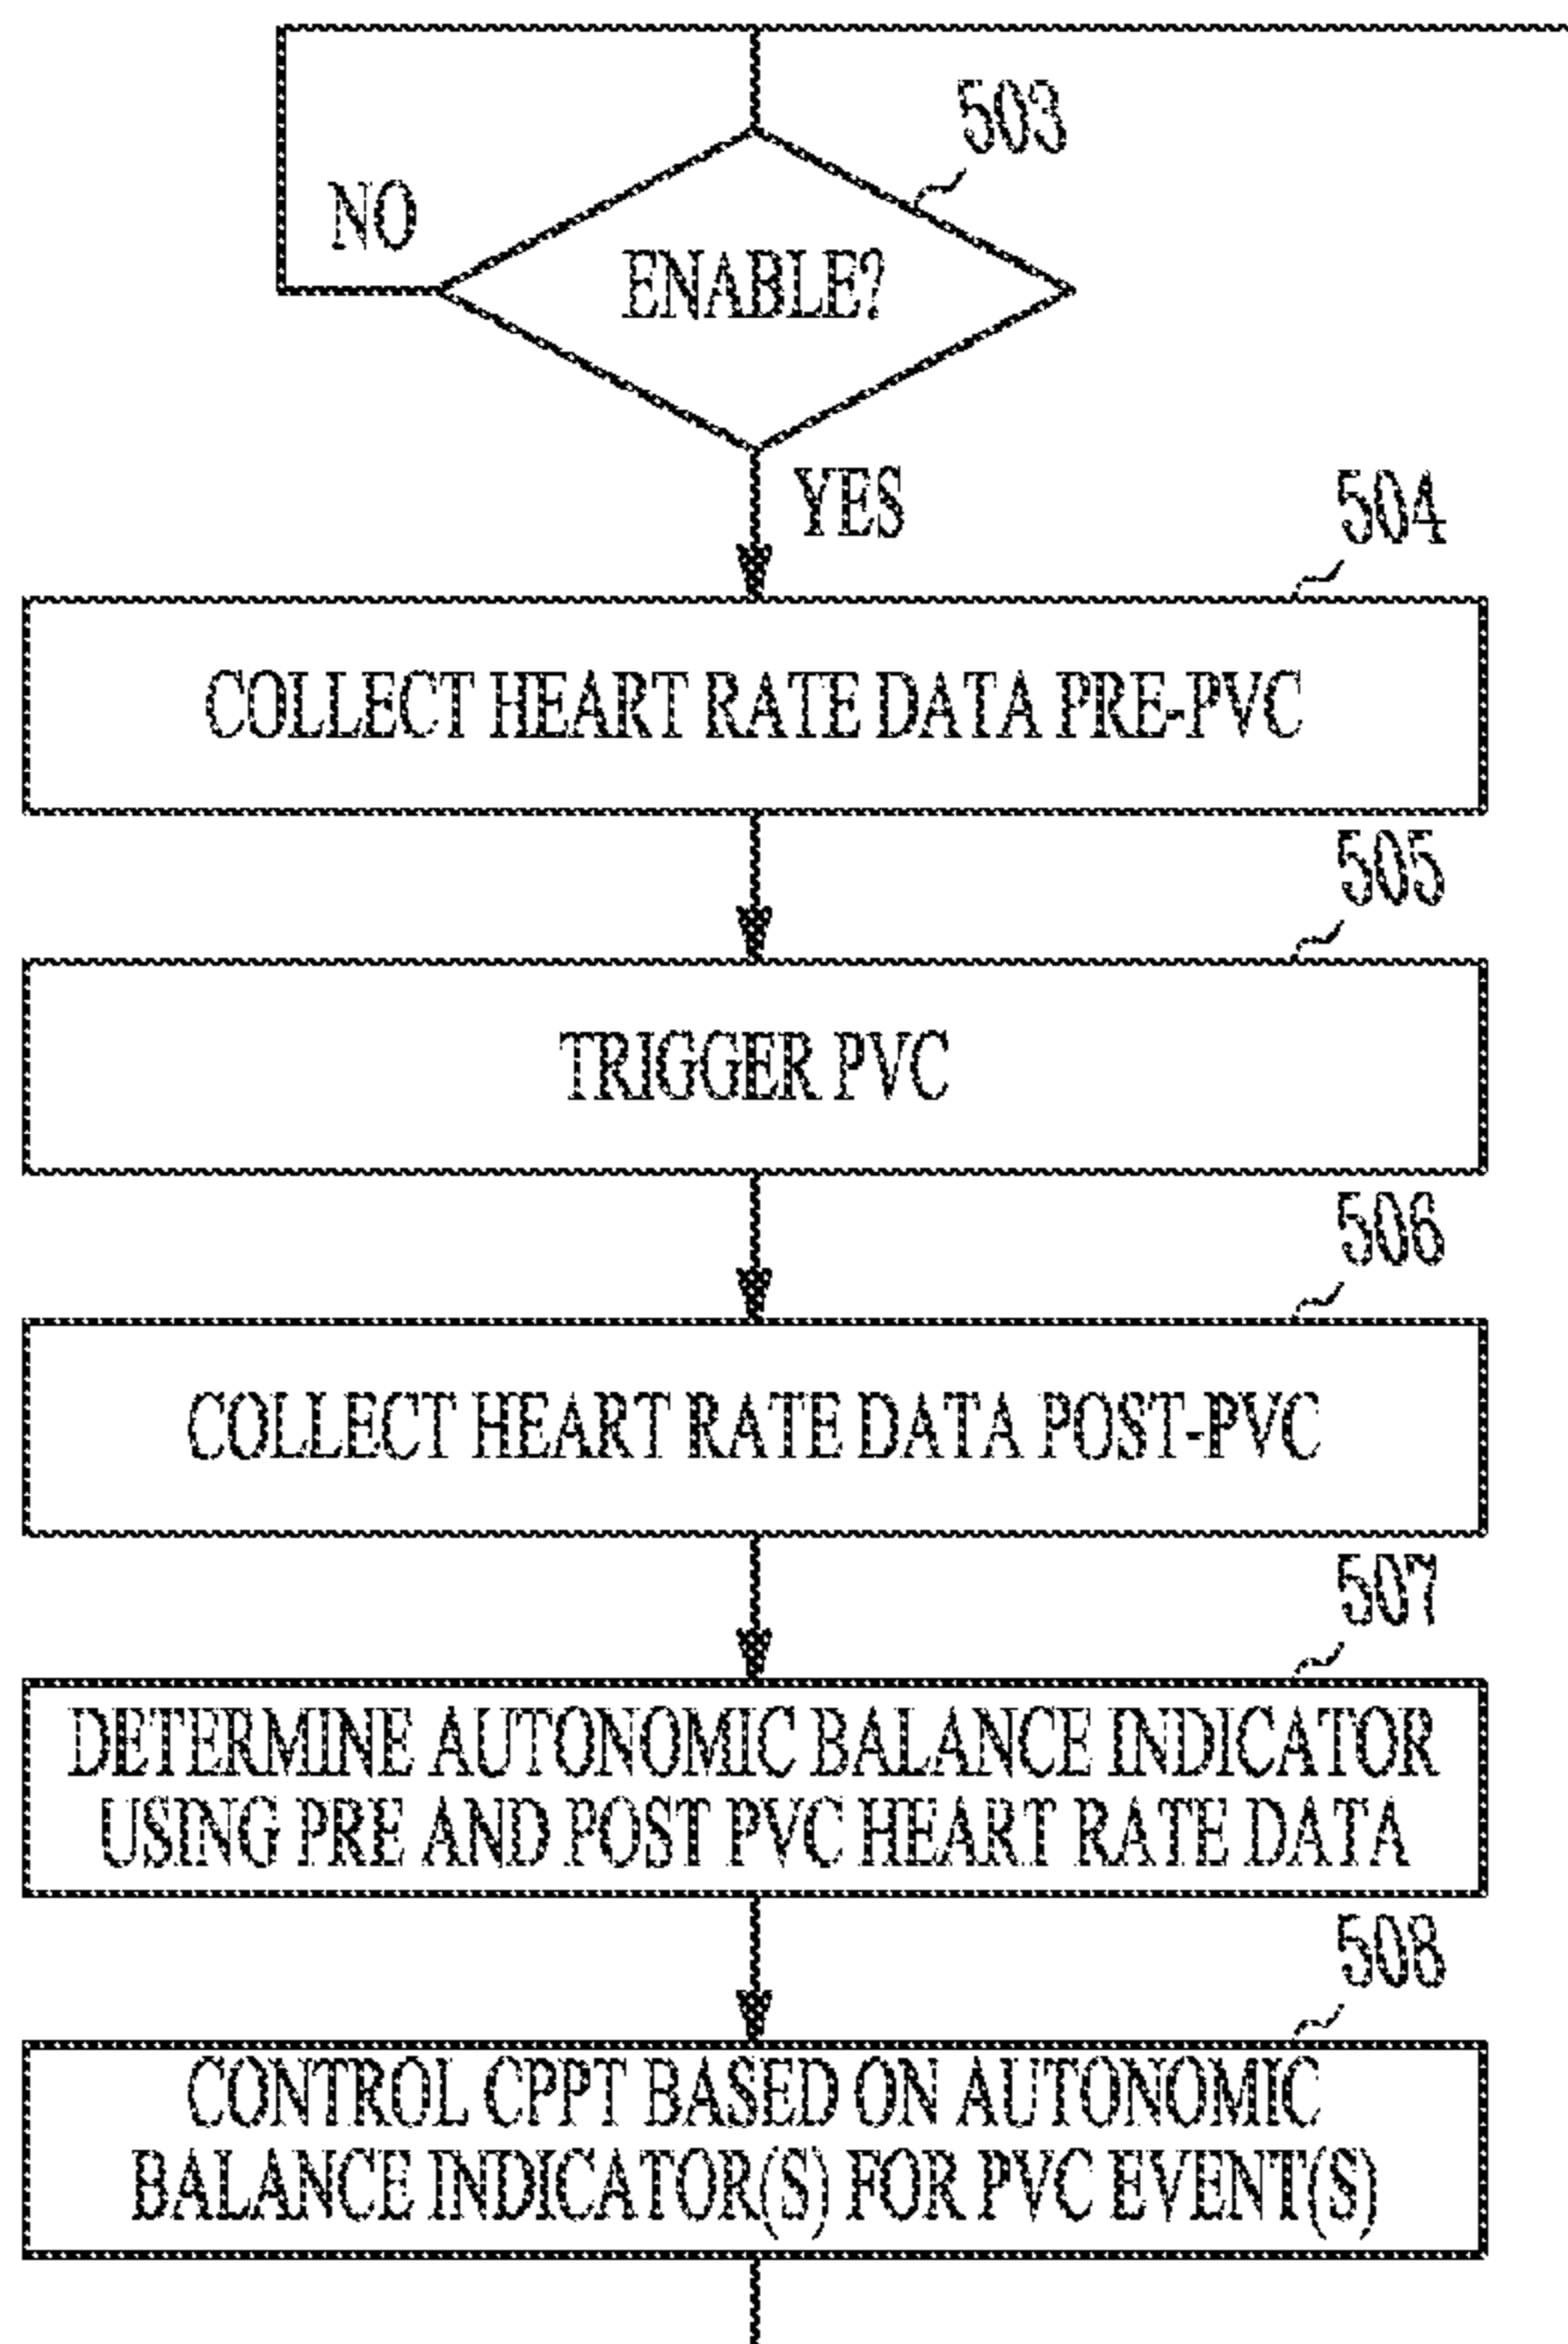 503
NO
ENABLE?
YES
504
COLLECT HEART RATE DATA PRE-PVC
505
TRIGGER PVC
506
COLLECT HEART RATE DATA POST-PVC
507
DETERMINE AUTONOMIC BALANCE INDICATOR
USING PRE AND POST PVC HEART RATE DATA
508
CONTROL CPPT BASED ON AUTONOMIC
BALANCE INDICATOR(S) FOR PVC EVENT(S)